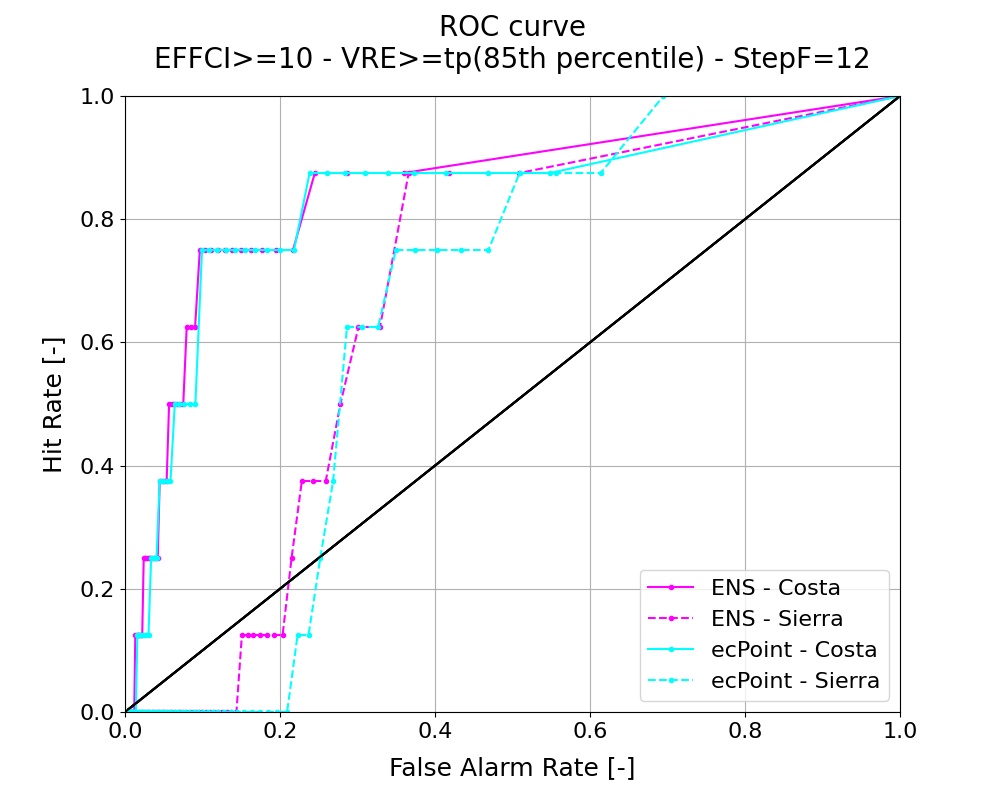 ROC curve
EFFCI>=10 - VRE>=tp(85th percentile) - StepF=12
1.0
0.8
0.6
0.4
0.2
0.0
Hit Rate [-]
0.0 0.2 0.4 0.6 0.8 1.0
False Alarm Rate [-]
ENS - Costa
ENS - Sierra
ecPoint - Costa
ecPoint - Sierra